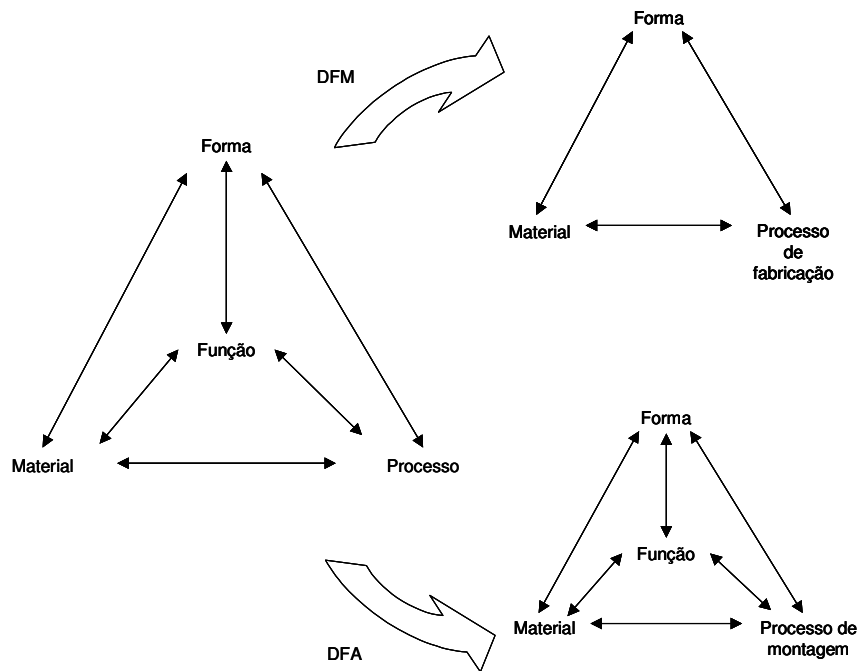 Forma
DFM
Forma
Material
Processo
de
fabricação
Função
Material
Processo
Forma
Função
Material
Processo de
montagem
DFA